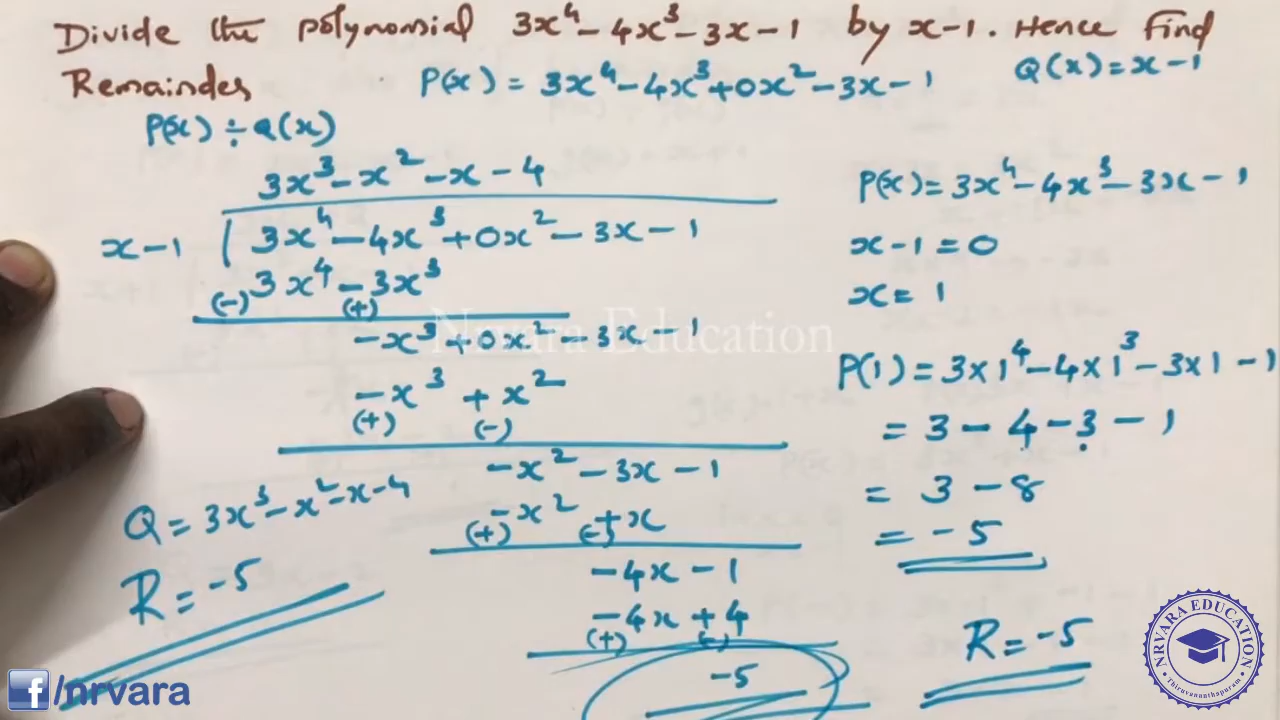 Divide the polynomial 3x⁴ - 4x³ - 3x - 1 by x - 1. Hence Find
Remainder
P(x) = 3x⁴ - 4x³ + 0x² - 3x - 1
Q(x) = x - 1
P(x) ÷ Q(x)
3x³ - x² - x - 4
x - 1 | 3x⁴ - 4x³ + 0x² - 3x - 1
3x⁴ - 3x³
(-) (+)
-x³ + 0x² - 3x - 1
-x³ + x²
(+) (-)
-x² - 3x - 1
-x² + x
(+) (-)
-4x - 1
-4x + 4
(+) (-)
-5
Q = 3x³ - x² - x - 4
R = -5
P(x) = 3x⁴ - 4x³ - 3x - 1
x - 1 = 0
x = 1
P(1) = 3 x 1⁴ - 4 x 1³ - 3 x 1 - 1
= 3 - 4 - 3 - 1
= 3 - 8
= -5
R = -5
Nrvara Education
f/nrvara
NRVARA EDUCATION
Thiruvananthapuram